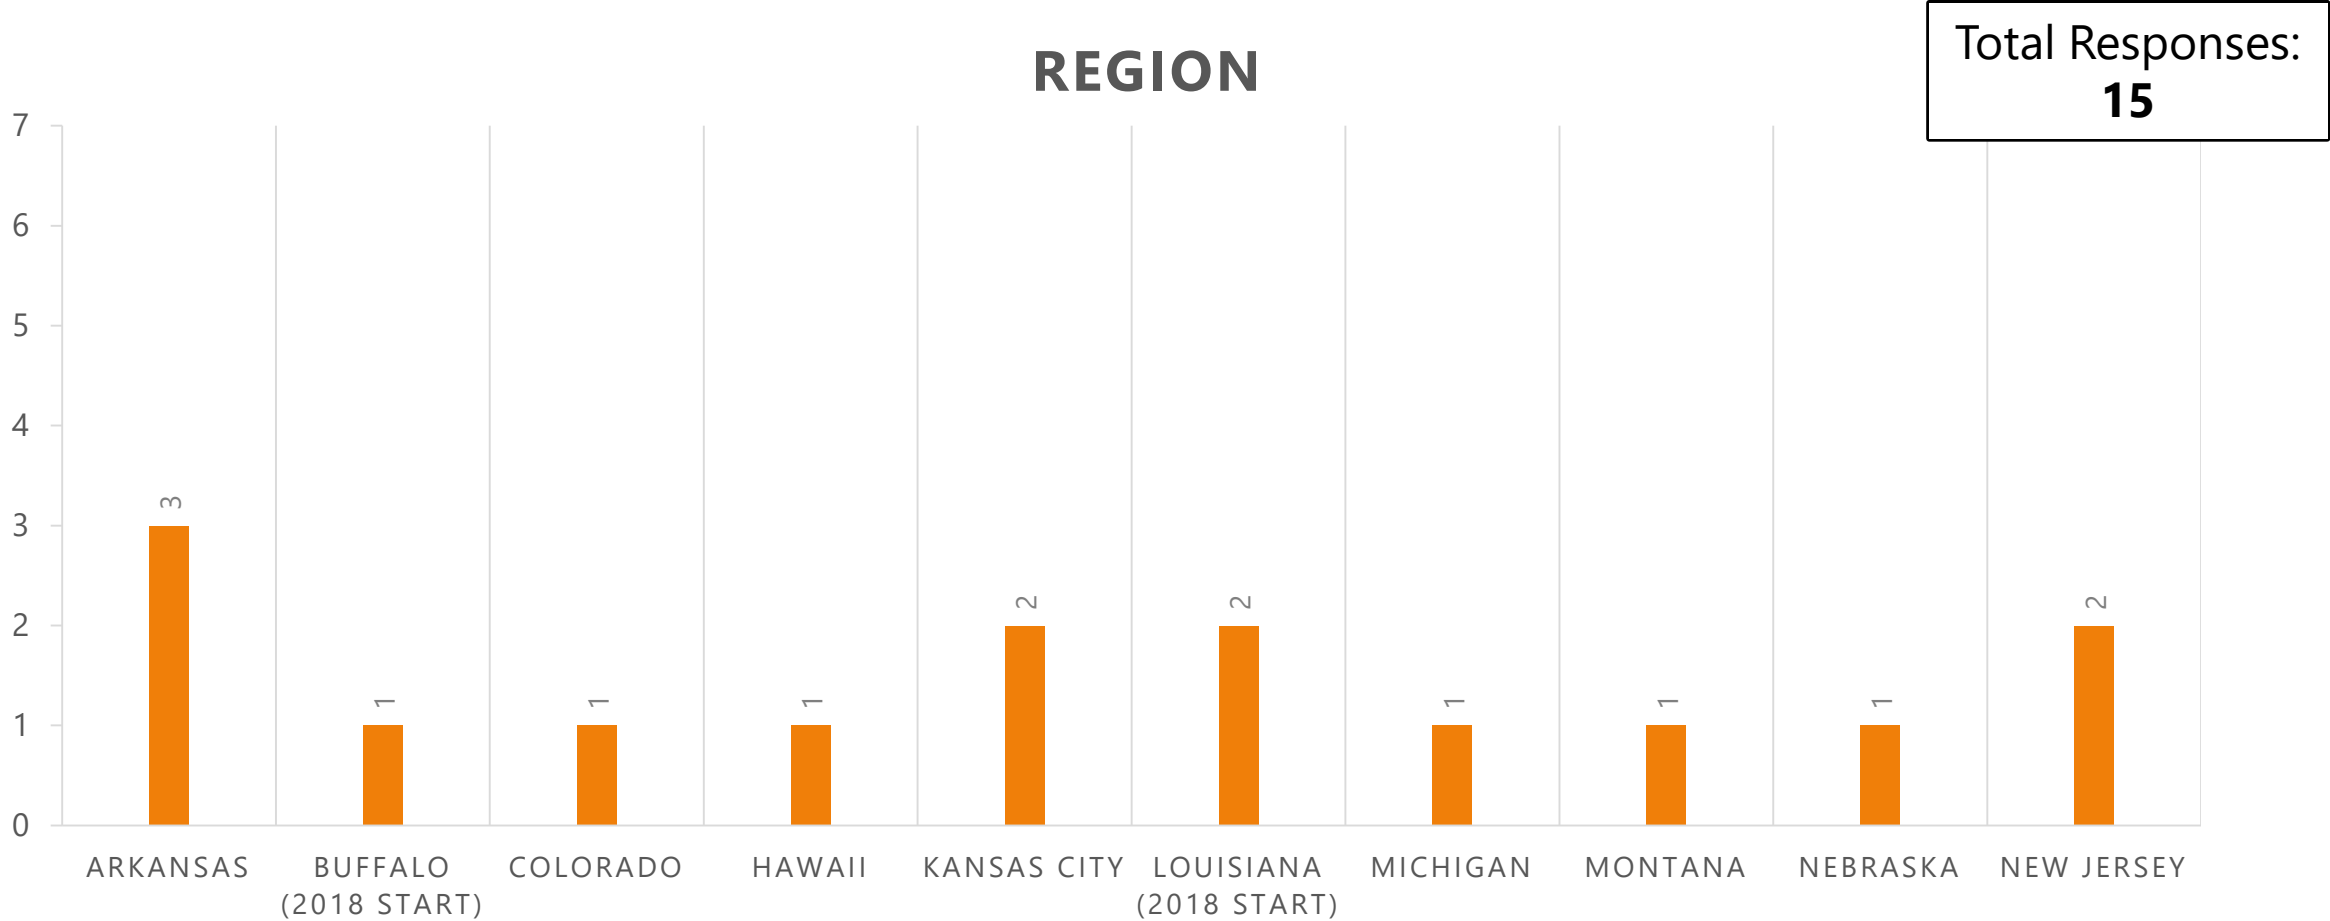 REGION
Total Responses:
15
7
6
5
4
3
2
1
0
3
1
1
1
2
2
1
1
1
2
ARKANSAS
BUFFALO
(2018 START)
COLORADO
HAWAII
KANSAS CITY
LOUISIANA
(2018 START)
MICHIGAN
MONTANA
NEBRASKA
NEW JERSEY